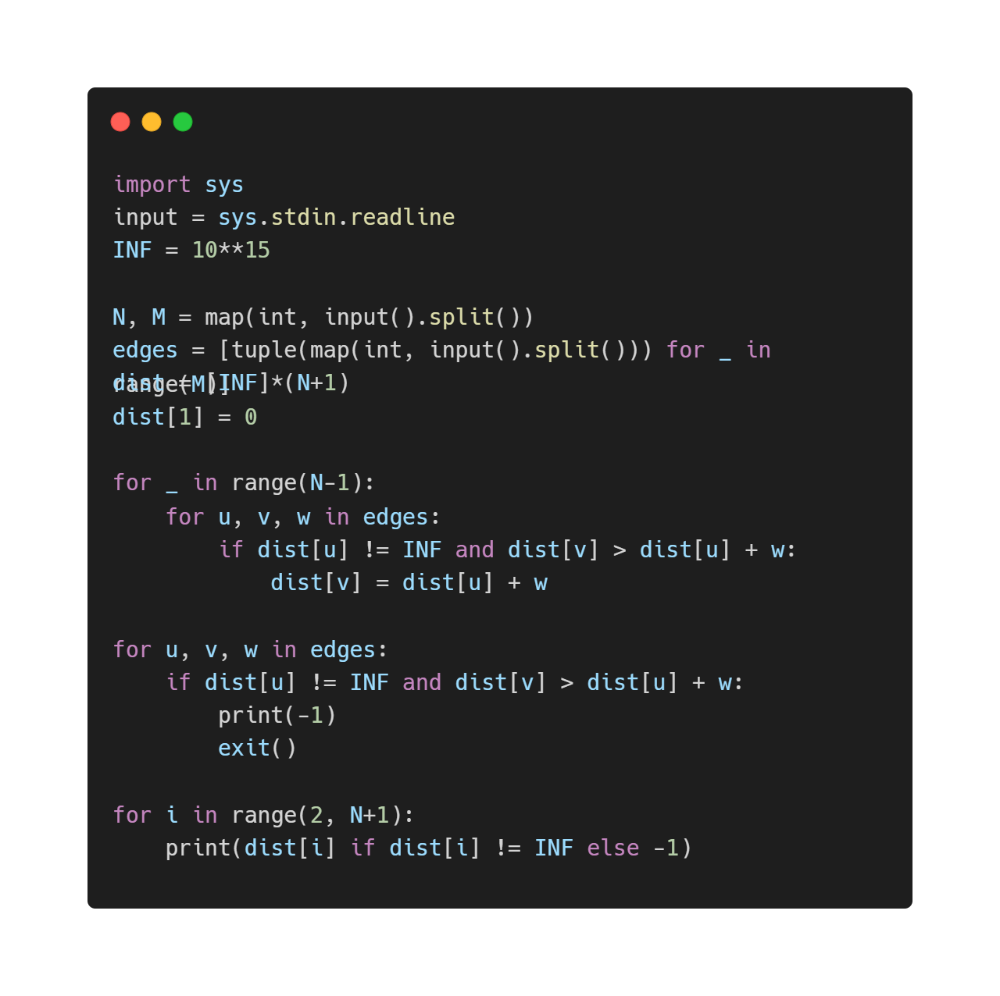 import sys
input = sys.stdin.readline
INF = 10**15
N, M = map(int, input().split())
edges = [tuple(map(int, input().split())) for _ in
range(M)]
dist = [INF]*(N+1)
dist[1] = 0
for _ in range(N-1):
    for u, v, w in edges:
        if dist[u] != INF and dist[v] > dist[u] + w:
            dist[v] = dist[u] + w
for u, v, w in edges:
    if dist[u] != INF and dist[v] > dist[u] + w:
        print(-1)
        exit()
for i in range(2, N+1):
    print(dist[i] if dist[i] != INF else -1)